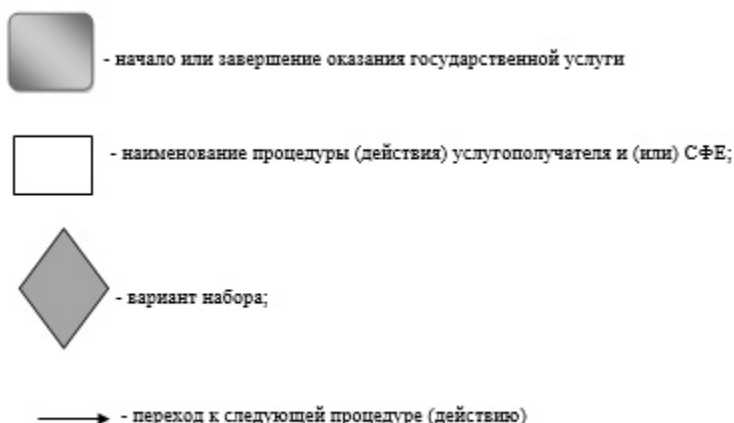 - начало или завершение оказания государственной услуги
- наименование процедуры (действия) услугополучателя и (или) СФЕ;
- вариант набора;
- переход к следующей процедуре (действию)